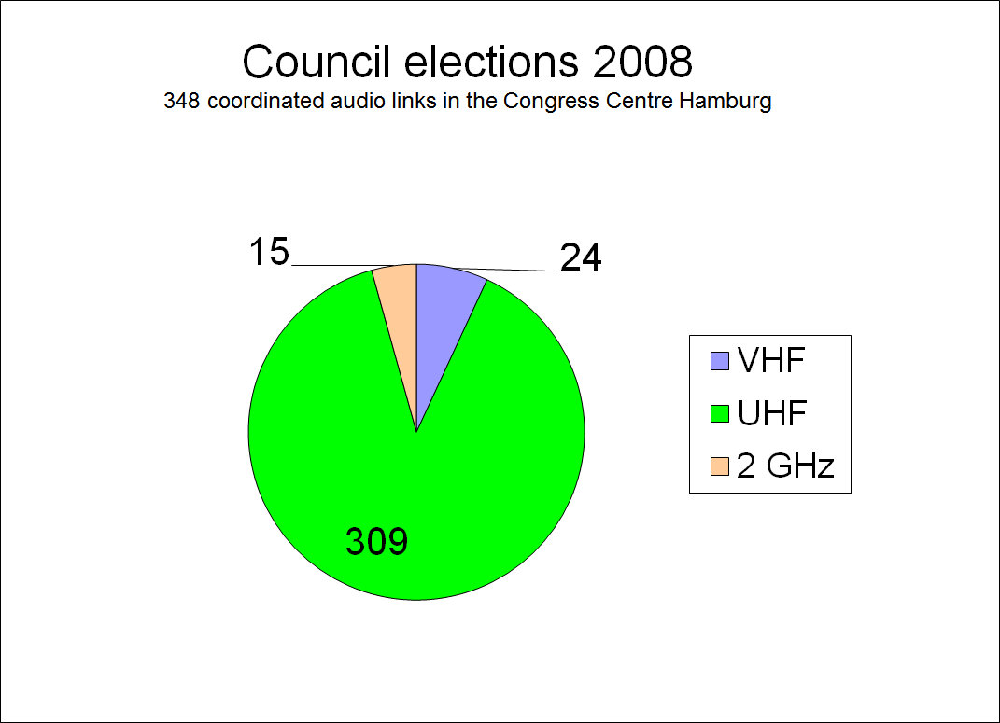 Council elections 2008
348 coordinated audio links in the Congress Centre Hamburg
15
24
VHF
UHF
2 GHz
309